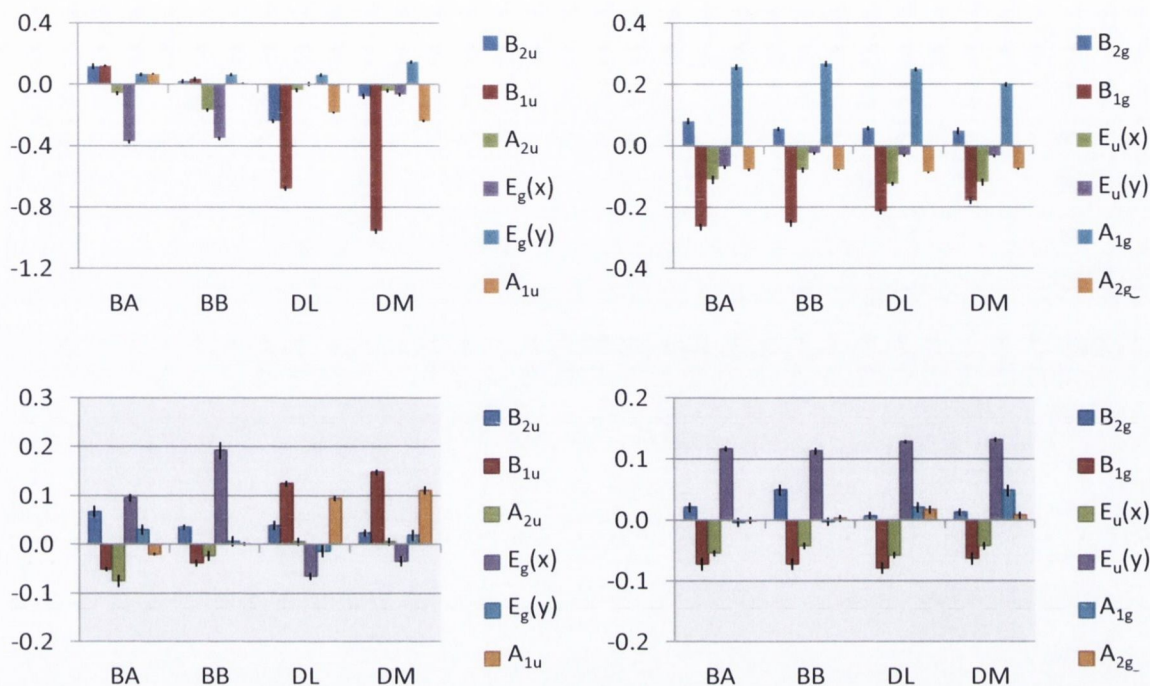 0.4
0.0
-0.4
-0.8
-1.2
BA BB DL DM
B2u
B1u
A2u
Eg(x)
Eg(y)
A1u
0.4
0.2
0.0
-0.2
-0.4
BA BB DL DM
B2g
B1g
Eu(x)
Eu(y)
A1g
A2g
0.3
0.2
0.1
0.0
-0.1
-0.2
BA BB DL DM
B2u
B1u
A2u
Eg(x)
Eg(y)
A1u
0.2
0.1
0.0
-0.1
-0.2
BA BB DL DM
B2g
B1g
Eu(x)
Eu(y)
A1g
A2g